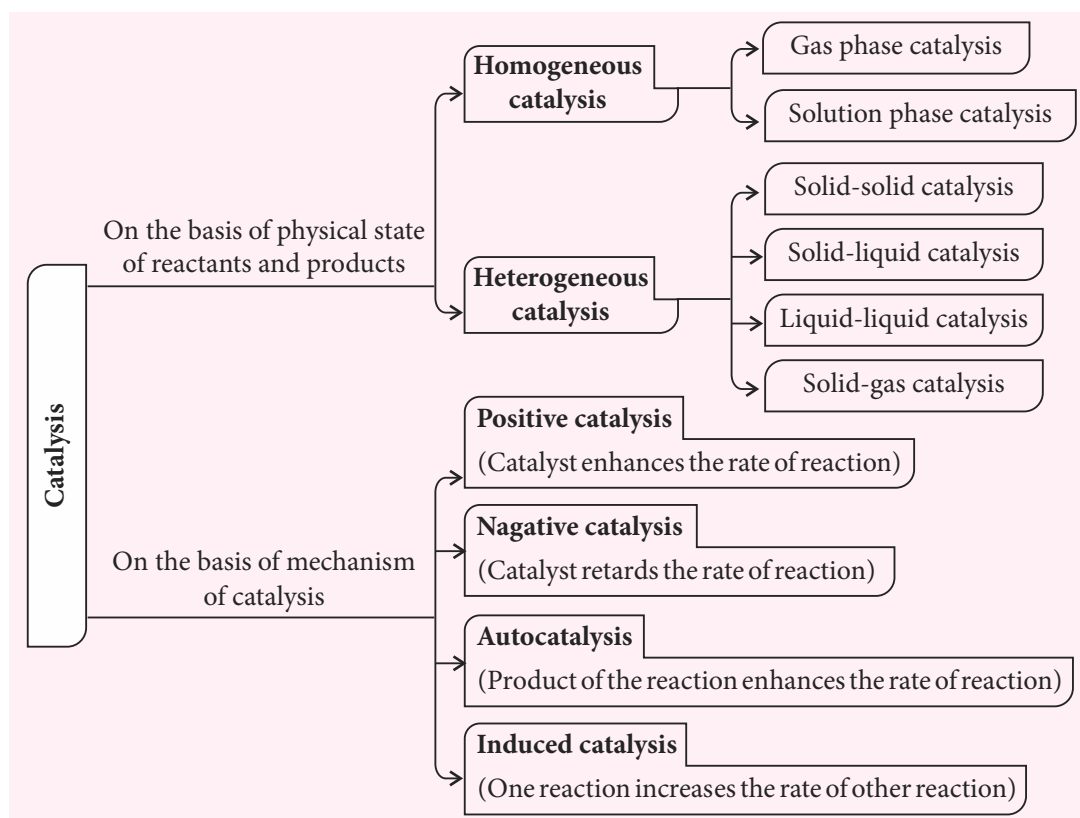 Catalysis
On the basis of physical state
of reactants and products
Homogeneous
catalysis
Gas phase catalysis
Solution phase catalysis
Heterogeneous
catalysis
Solid-solid catalysis
Solid-liquid catalysis
Liquid-liquid catalysis
Solid-gas catalysis
On the basis of mechanism
of catalysis
Positive catalysis
(Catalyst enhances the rate of reaction)
Nagative catalysis
(Catalyst retards the rate of reaction)
Autocatalysis
(Product of the reaction enhances the rate of reaction)
Induced catalysis
(One reaction increases the rate of other reaction)